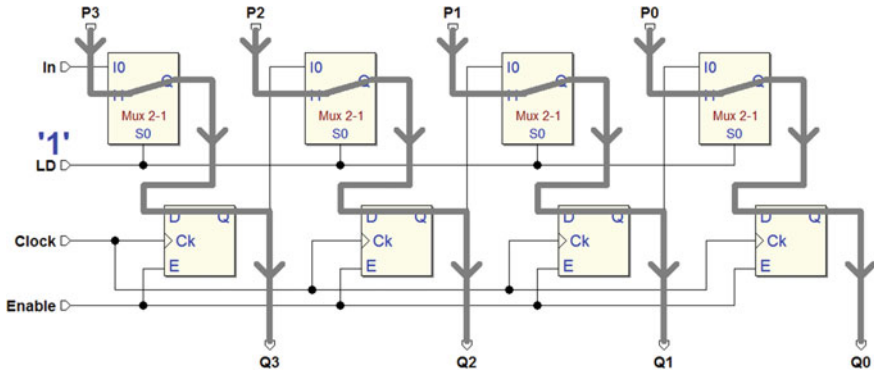 P3 P2 P1 P0
In I0 Q I0 Q I0 Q I0 Q
I1 I1 I1 I1
Mux 2-1 Mux 2-1 Mux 2-1 Mux 2-1
'1' S0 S0 S0 S0
LD
D Q D Q D Q D Q
Clock Ck Ck Ck Ck
E E E E
Enable
Q3 Q2 Q1 Q0